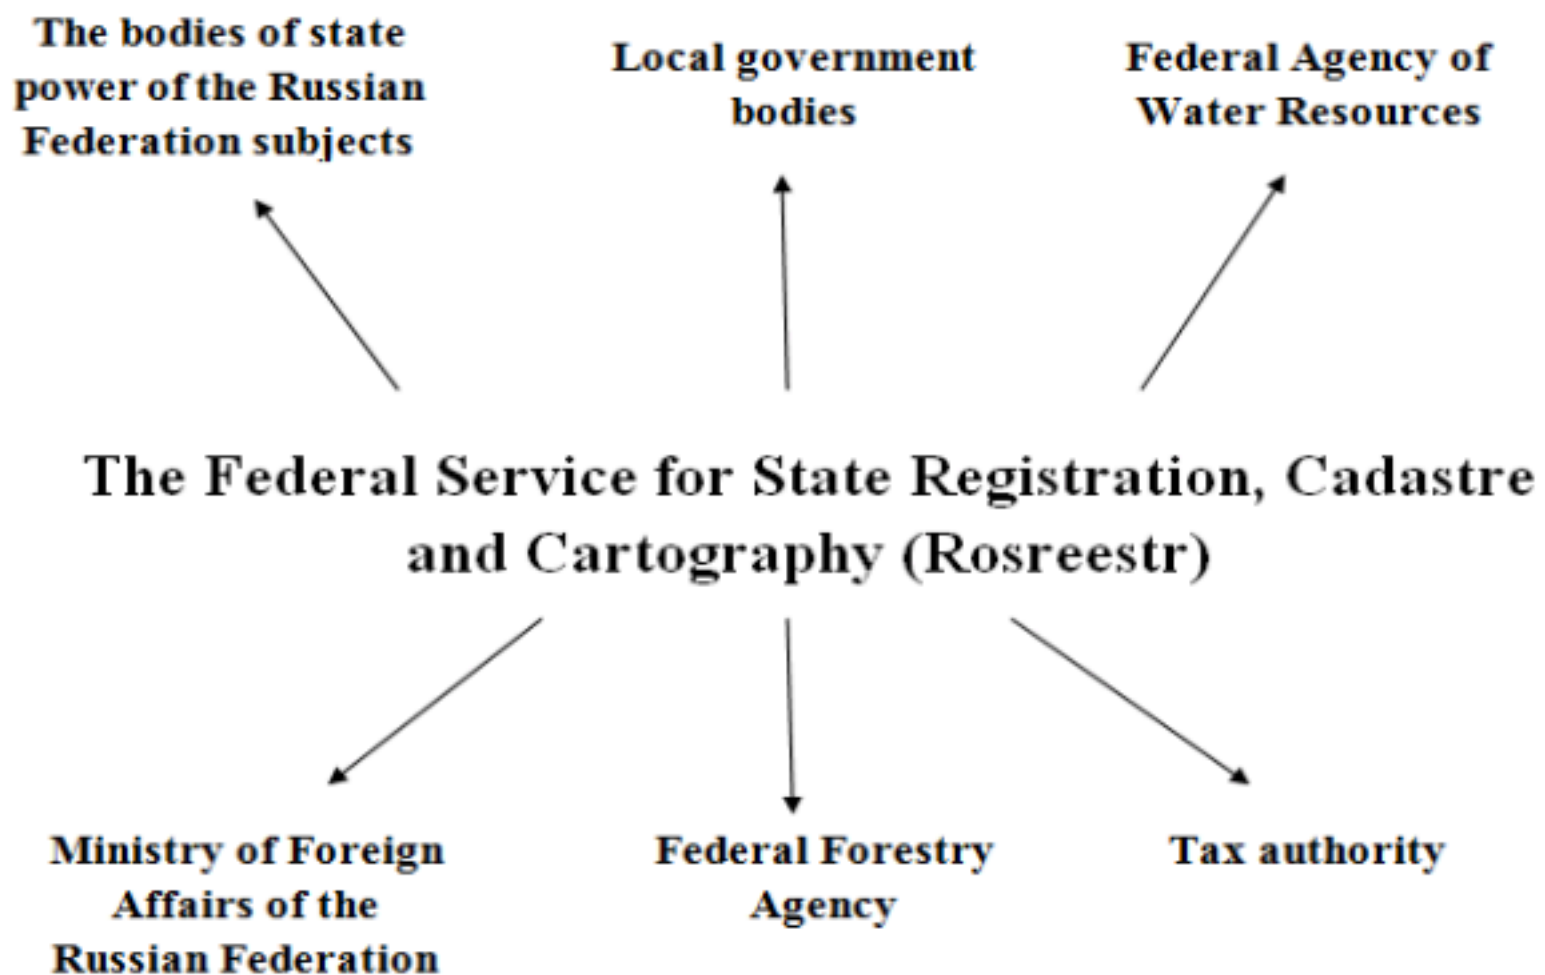 The bodies of state
power of the Russian
Federation subjects
Local government
bodies
Federal Agency of
Water Resources
The Federal Service for State Registration, Cadastre
and Cartography (Rosreestr)
Ministry of Foreign
Affairs of the
Russian Federation
Federal Forestry
Agency
Tax authority